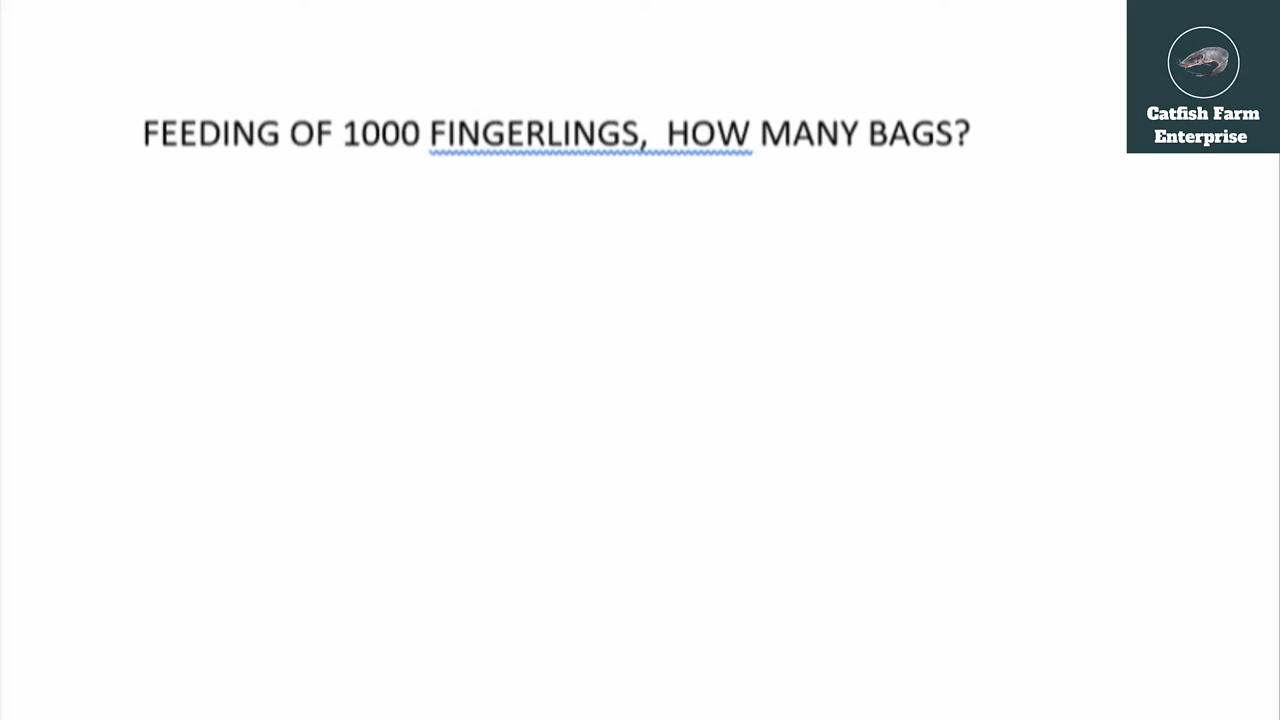 FEEDING OF 1000 FINGERLINGS,  HOW MANY BAGS?
Catfish Farm
Enterprise